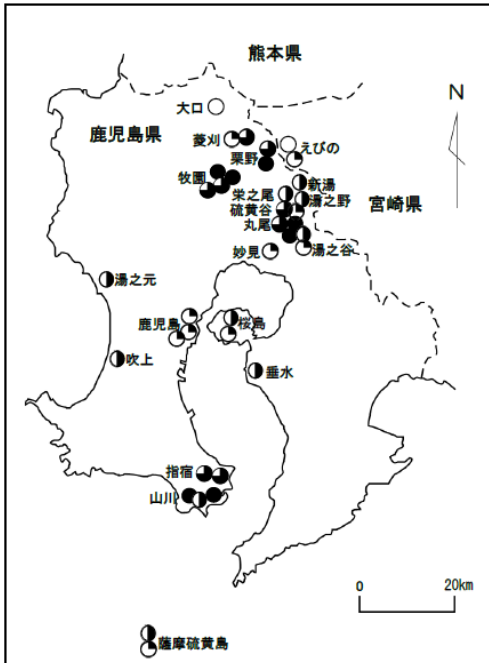 熊本県
N
大口
鹿児島県
菱刈
えびの
栗野
牧園
新湯
栄之尾
湯之野
硫黄谷
宮崎県
丸尾
妙見
湯之谷
湯之元
鹿児島
桜島
吹上
垂水
指宿
山川
0
20km
薩摩硫黄島